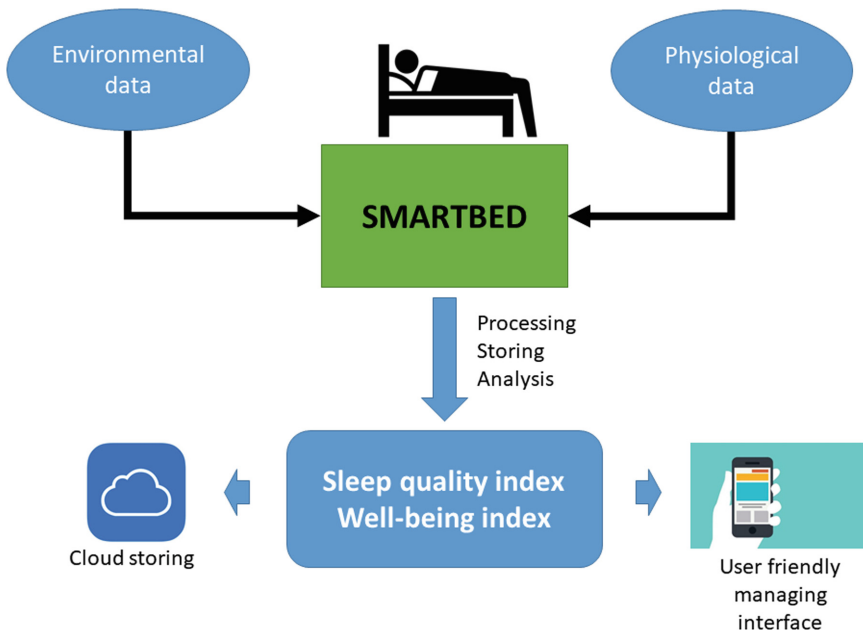 Environmental
data
Physiological
data
SMARTBED
Processing
Storing
Analysis
Sleep quality index
Well-being index
Cloud storing
User friendly
managing
interface